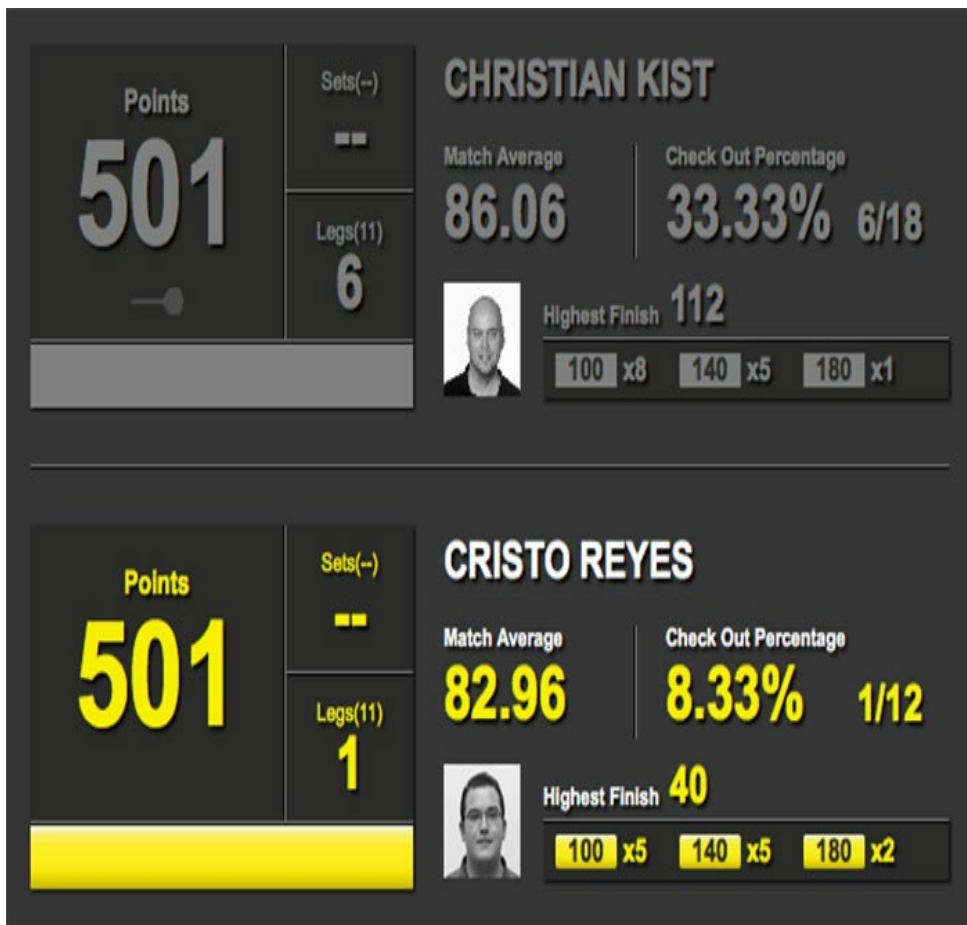 Points
501
Sets(--)
--
Legs(11)
6
CHRISTIAN KIST
Match Average
86.06
Check Out Percentage
33.33% 6/18
Highest Finish 112
100 x8 140 x5 180 x1
Points
501
Sets(--)
--
Legs(11)
1
CRISTO REYES
Match Average
82.96
Check Out Percentage
8.33% 1/12
Highest Finish 40
100 x5 140 x5 180 x2